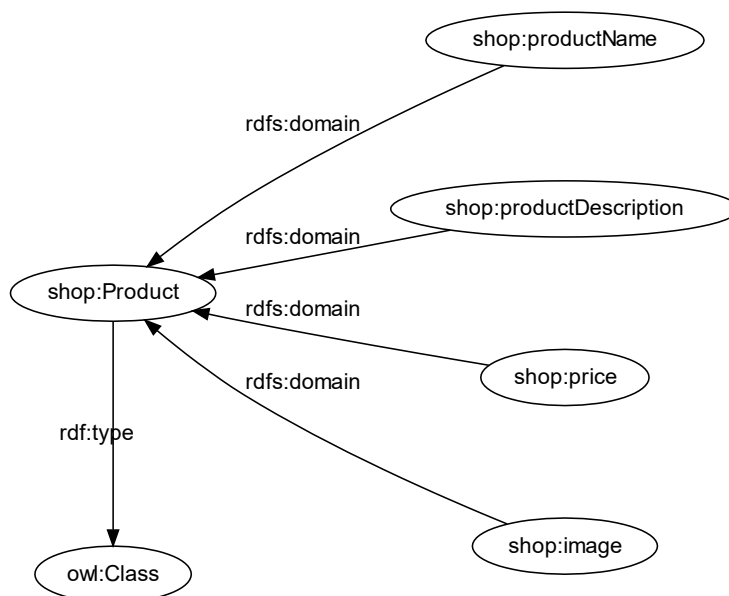 shop:productName
rdfs:domain
shop:productDescription
rdfs:domain
shop:Product
rdfs:domain
shop:price
rdfs:domain
rdf:type
shop:image
owl:Class